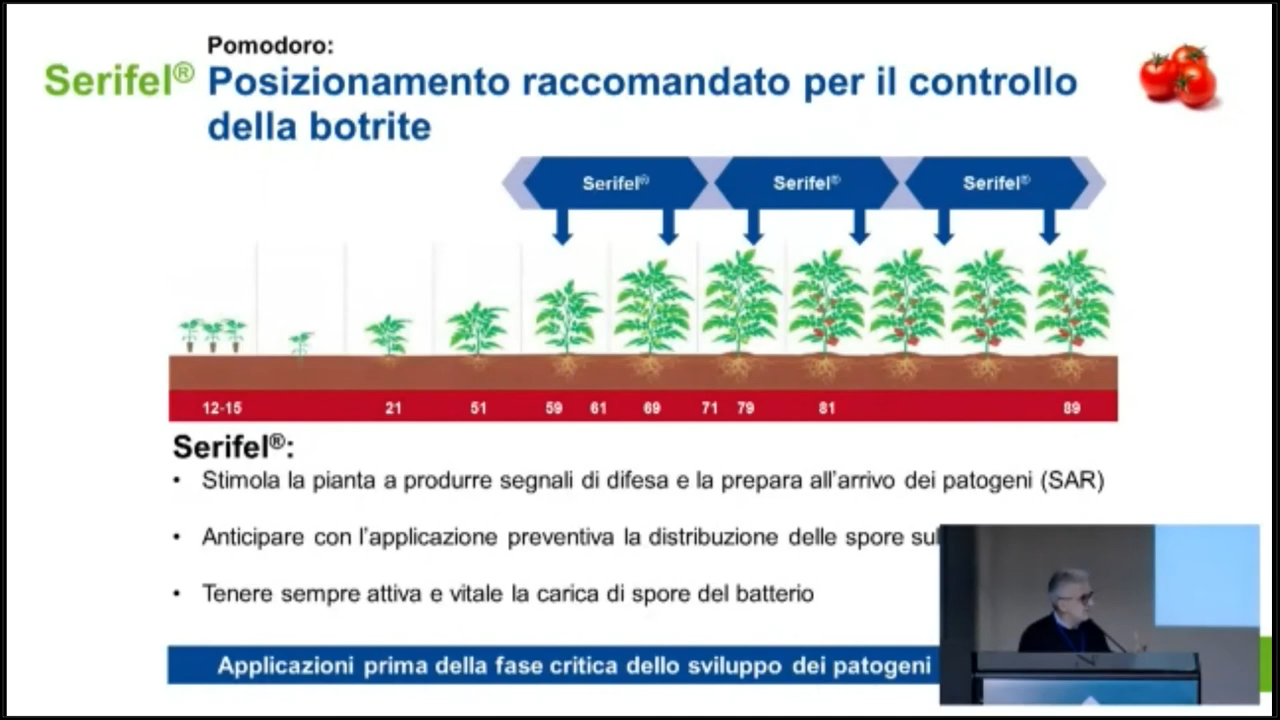 Pomodoro:
Serifel® Posizionamento raccomandato per il controllo
della botrite
Serifel® Serifel® Serifel®
12-15 21 51 59 61 69 71 79 81 89
Serifel®:
• Stimola la pianta a produrre segnali di difesa e la prepara all'arrivo dei patogeni (SAR)
• Anticipare con l'applicazione preventiva la distribuzione delle spore
• Tenere sempre attiva e vitale la carica di spore del batterio
Applicazioni prima della fase critica dello sviluppo dei patogeni